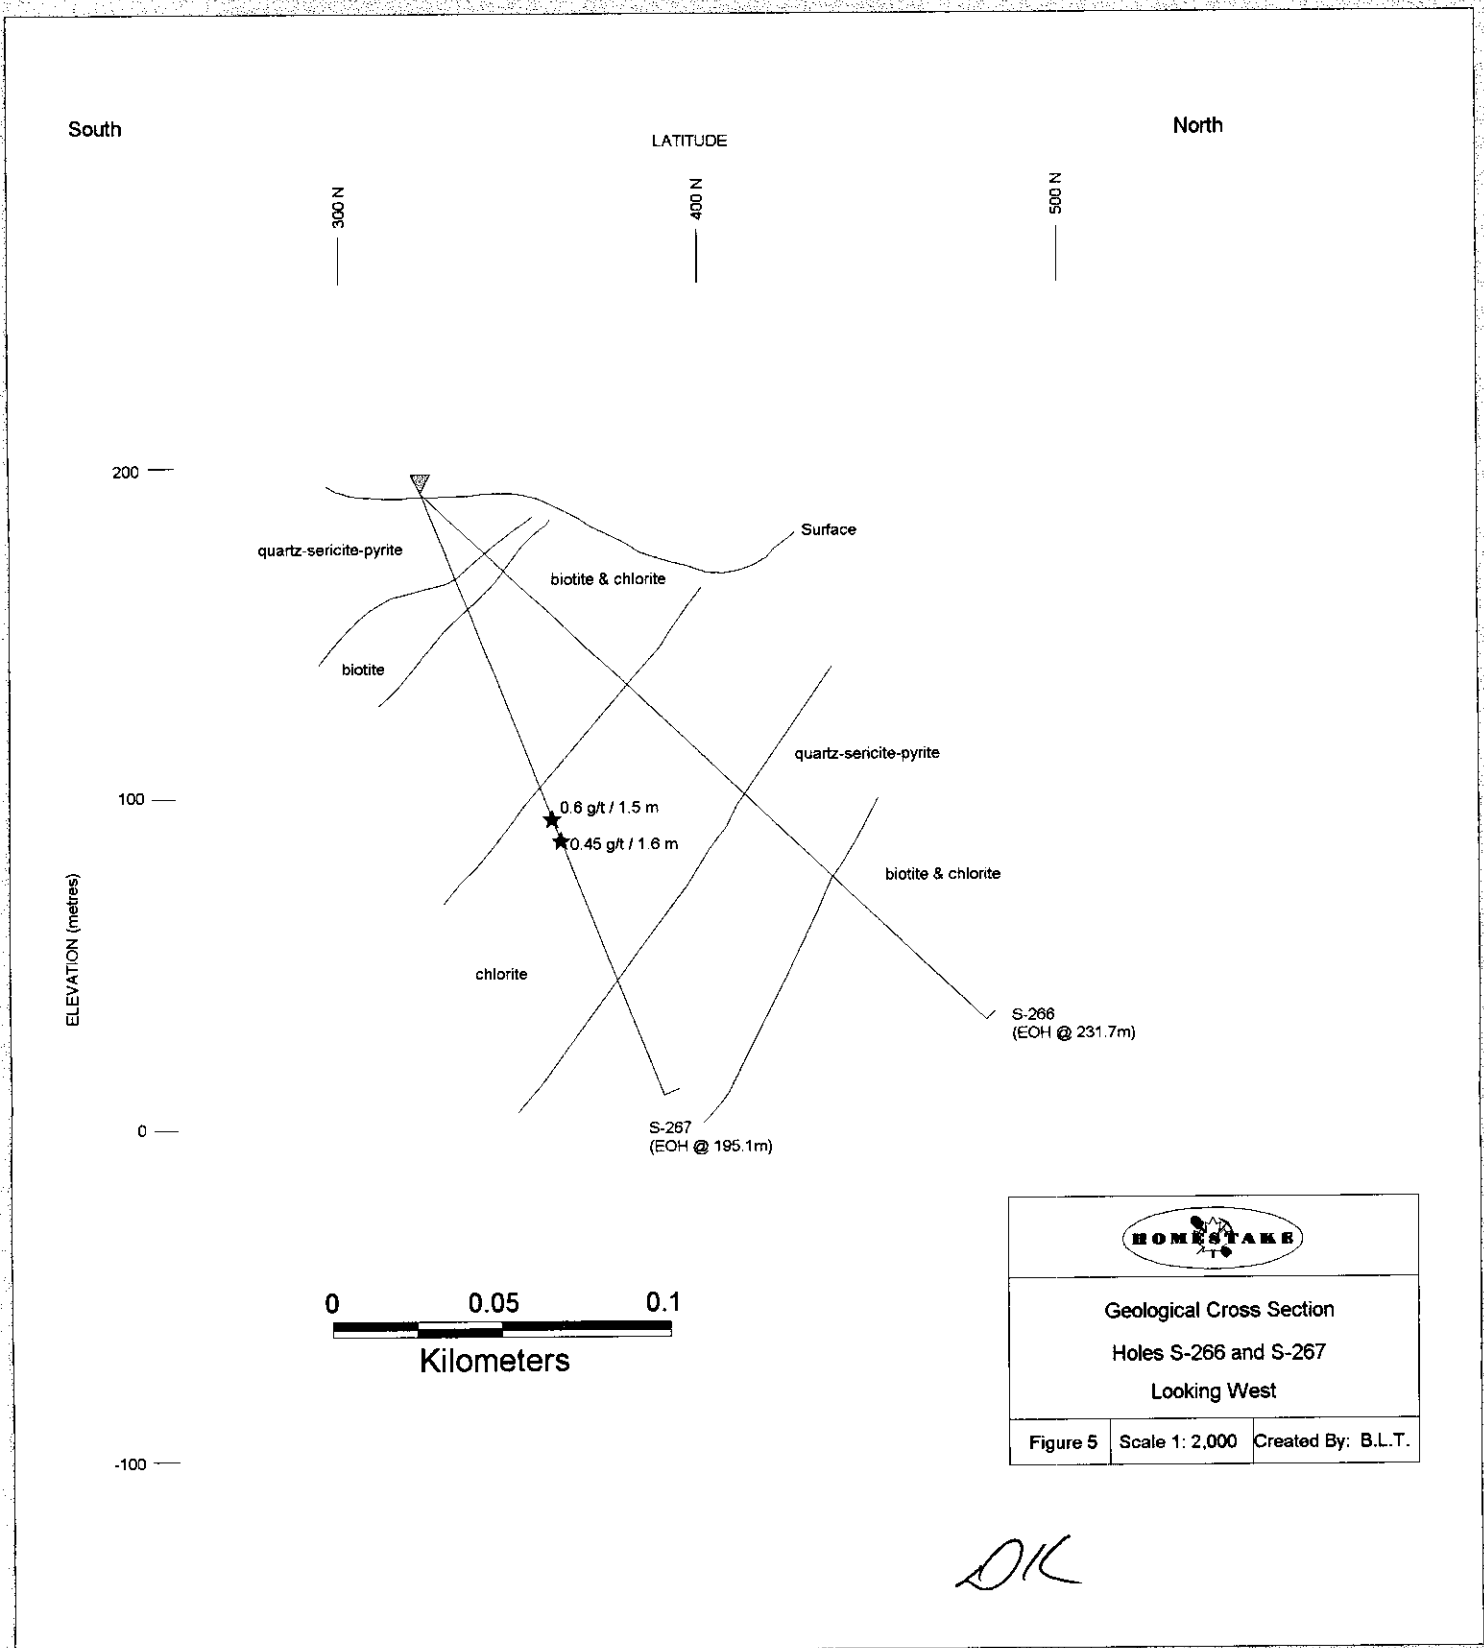 South
LATITUDE
North
300 N
400 N
500 N
200
Surface
quartz-sericite-pyrite
biotite & chlorite
biotite
quartz-sericite-pyrite
100
0.6 g/t / 1.5 m
0.45 g/t / 1.6 m
biotite & chlorite
ELEVATION (metres)
chlorite
S-266
(EOH @ 231.7m)
0
S-267
(EOH @ 195.1m)
0 0.05 0.1
Kilometers
HOMESTAKE
Geological Cross Section
Holes S-266 and S-267
Looking West
Figure 5 Scale 1: 2,000 Created By: B.L.T.
-100
DK